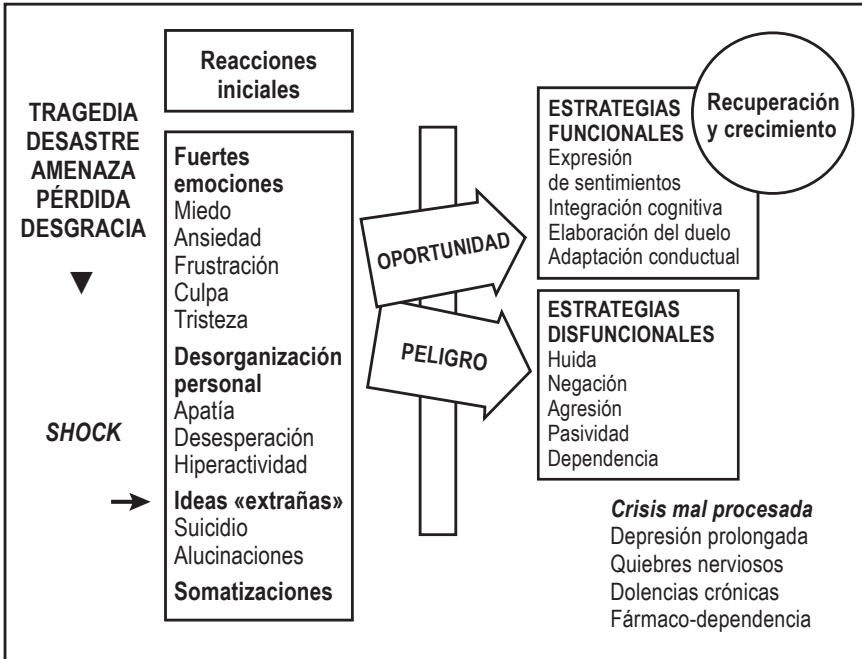 TRAGEDIA
DESASTRE
AMENAZA
PÉRDIDA
DESGRACIA
SHOCK
Reacciones
iniciales
Fuertes
emociones
Miedo
Ansiedad
Frustración
Culpa
Tristeza
Desorganización
personal
Apatía
Desesperación
Hiperactividad
Ideas «extrañas»
Suicidio
Alucinaciones
Somatizaciones
OPORTUNIDAD
PELIGRO
ESTRATEGIAS
FUNCIONALES
Expresión
de sentimientos
Integración cognitiva
Elaboración del duelo
Adaptación conductual
Recuperación
y crecimiento
ESTRATEGIAS
DISFUNCIONALES
Huida
Negación
Agresión
Pasividad
Dependencia
Crisis mal procesada
Depresión prolongada
Quiebres nerviosos
Dolencias crónicas
Fármaco-dependencia